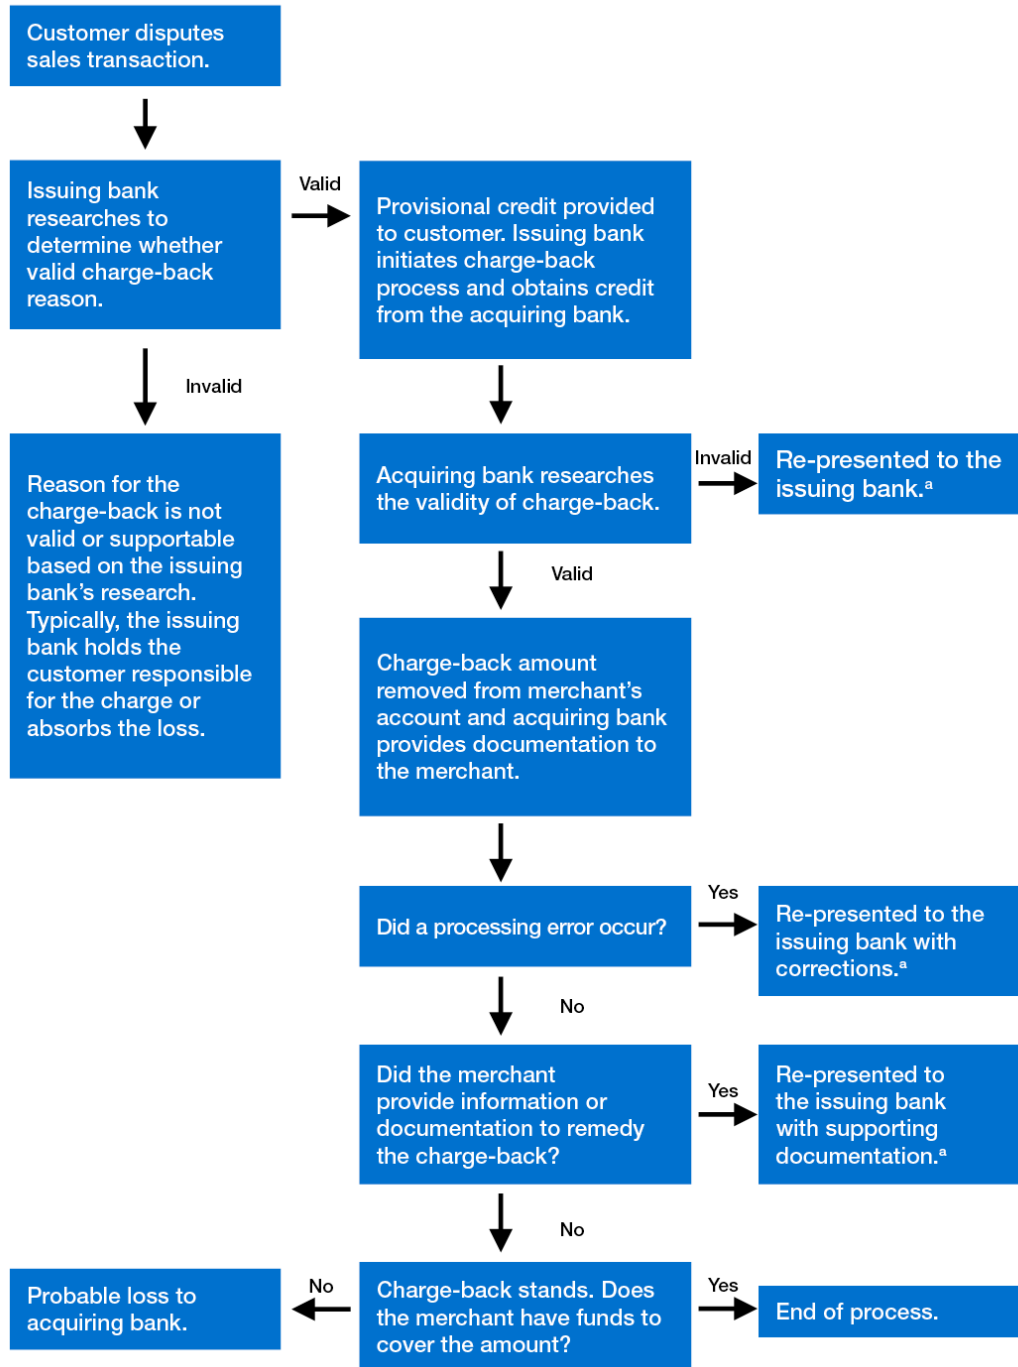 Customer disputes
sales transaction.
Issuing bank
researches to
determine whether
valid charge-back
reason.
Valid
Provisional credit provided
to customer. Issuing bank
initiates charge-back
process and obtains credit
from the acquiring bank.
Invalid
Reason for the
charge-back is not
valid or supportable
based on the issuing
bank’s research.
Typically, the issuing
bank holds the
customer responsible
for the charge or
absorbs the loss.
Acquiring bank researches
the validity of charge-back.
Invalid
Re-presented to the
issuing bank.ᵃ
Valid
Charge-back amount
removed from merchant’s
account and acquiring bank
provides documentation to
the merchant.
Did a processing error occur?
Yes
Re-presented to the
issuing bank with
corrections.ᵃ
No
Did the merchant
provide information or
documentation to remedy
the charge-back?
Yes
Re-presented to
the issuing bank
with supporting
documentation.ᵃ
No
Charge-back stands. Does
the merchant have funds to
cover the amount?
No
Probable loss to
acquiring bank.
Yes
End of process.